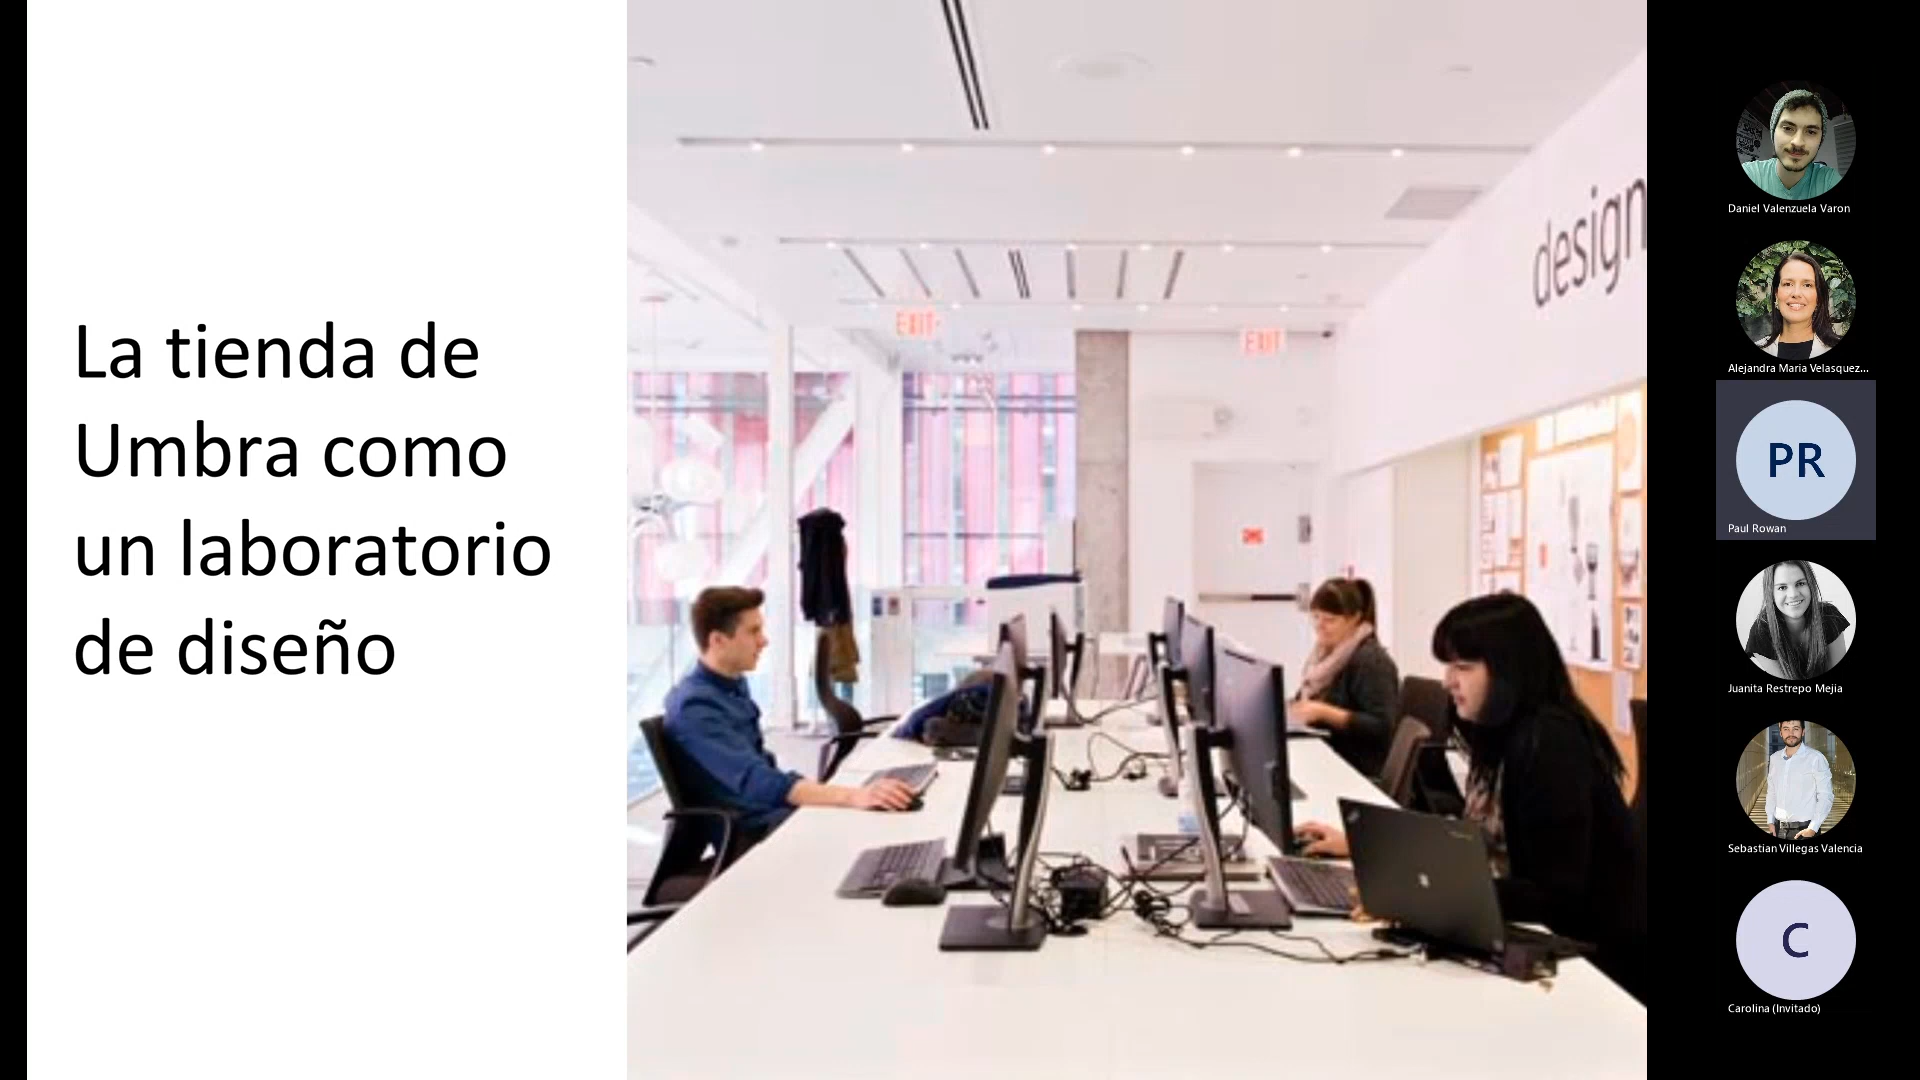 La tienda de
Umbra como
un laboratorio
de diseño
design
EXIT
EXIT
Daniel Valenzuela Varon
Alejandra Maria Velasquez...
PR
Paul Rowan
Juanita Restrepo Mejia
Sebastian Villegas Valencia
C
Carolina (Invitado)